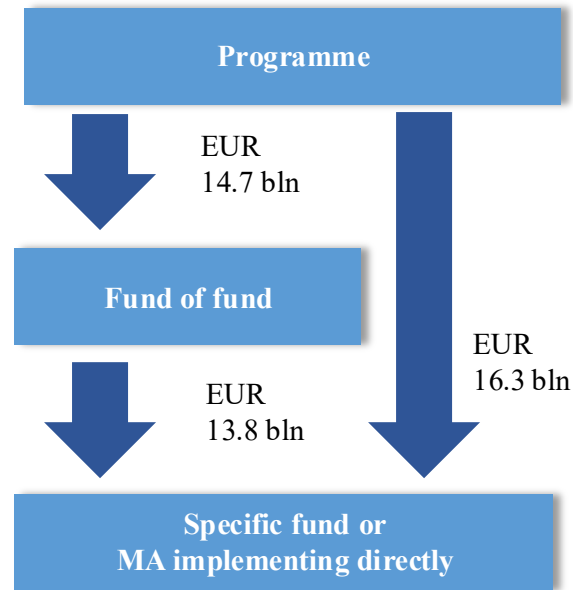 Programme
EUR
14.7 bln
Fund of fund
EUR
16.3 bln
EUR
13.8 bln
Specific fund or
MA implementing directly